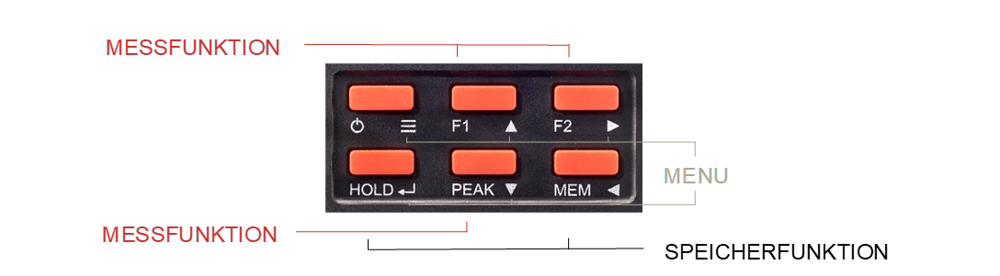 MESSFUNKTION
F1 F2
MENU
HOLD PEAK MEM
MESSFUNKTION
SPEICHERFUNKTION